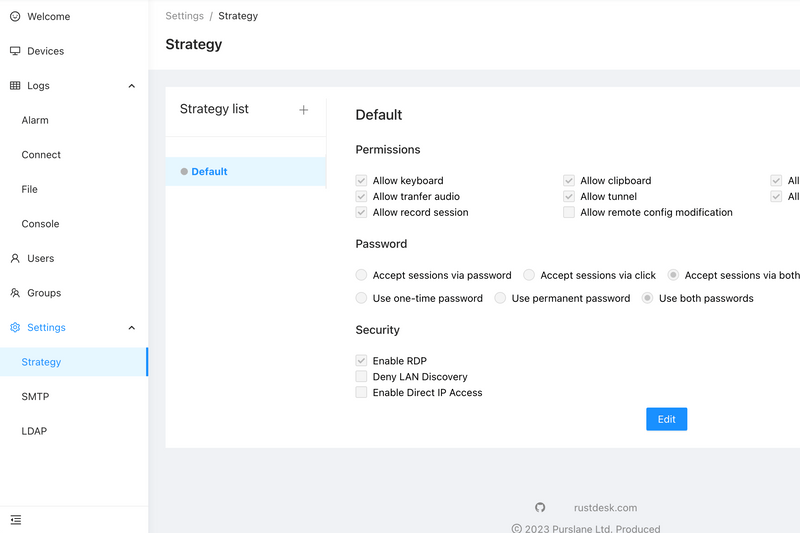 Welcome
Devices
Logs
Alarm
Connect
File
Console
Users
Groups
Settings
Strategy
SMTP
LDAP
Settings / Strategy
Strategy
Strategy list +
Default
Default
Permissions
Allow keyboard Allow clipboard All
Allow tranfer audio Allow tunnel All
Allow record session Allow remote config modification
Password
Accept sessions via password Accept sessions via click Accept sessions via both
Use one-time password Use permanent password Use both passwords
Security
Enable RDP
Deny LAN Discovery
Enable Direct IP Access
Edit
rustdesk.com
© 2023 Purslane Ltd. Produced